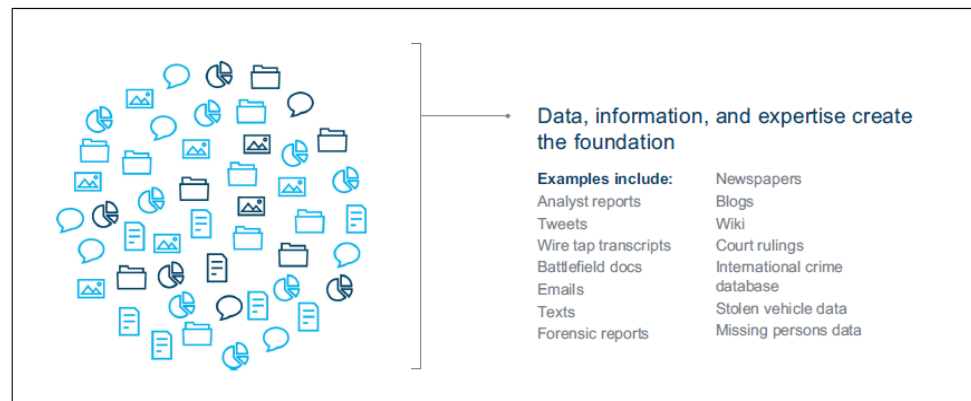 Data, information, and expertise create
the foundation
Examples include:
Analyst reports
Tweets
Wire tap transcripts
Battlefield docs
Emails
Texts
Forensic reports
Newspapers
Blogs
Wiki
Court rulings
International crime
database
Stolen vehicle data
Missing persons data